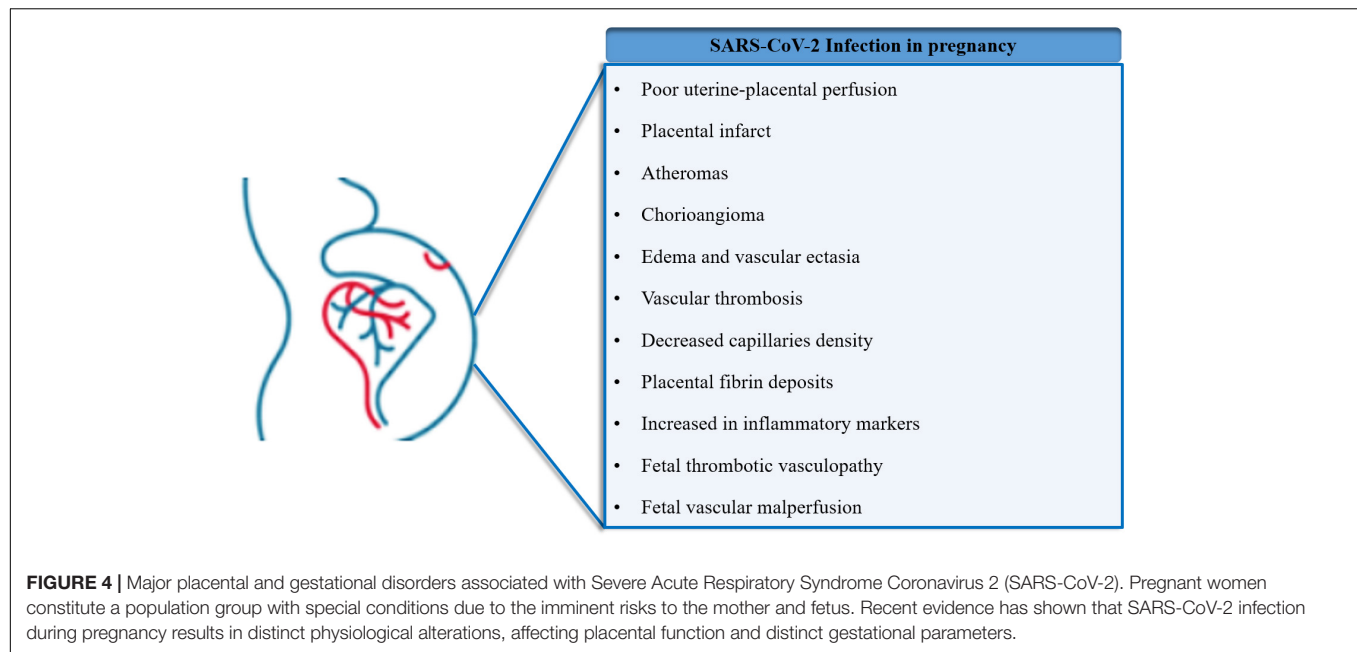 SARS-CoV-2 Infection in pregnancy
• Poor uterine-placental perfusion
• Placental infarct
• Atheromas
• Chorioangioma
• Edema and vascular ectasia
• Vascular thrombosis
• Decreased capillaries density
• Placental fibrin deposits
• Increased in inflammatory markers
• Fetal thrombotic vasculopathy
• Fetal vascular malperfusion
FIGURE 4 | Major placental and gestational disorders associated with Severe Acute Respiratory Syndrome Coronavirus 2 (SARS-CoV-2). Pregnant women
constitute a population group with special conditions due to the imminent risks to the mother and fetus. Recent evidence has shown that SARS-CoV-2 infection
during pregnancy results in distinct physiological alterations, affecting placental function and distinct gestational parameters.